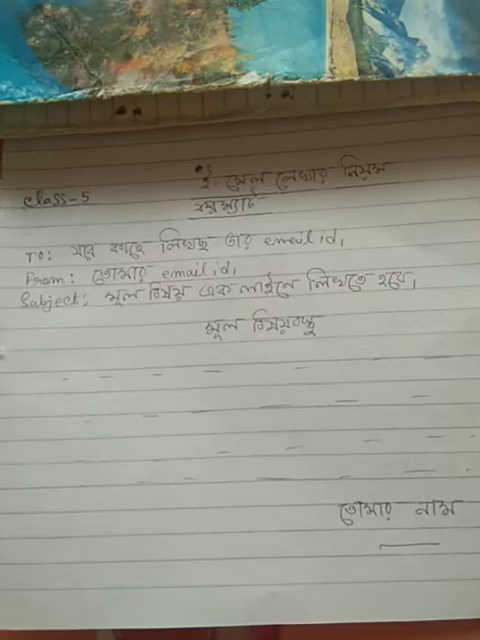 ই-মেল লেখার নিয়ম
Class-5
ফরম্যাট
To: যার কাছে লিখছ তার email id,
From: তোমার email id,
Subject: মূল বিষয় এক লাইনে লিখতে হবে।
মূল বিষয়বস্তু
তোমার নাম